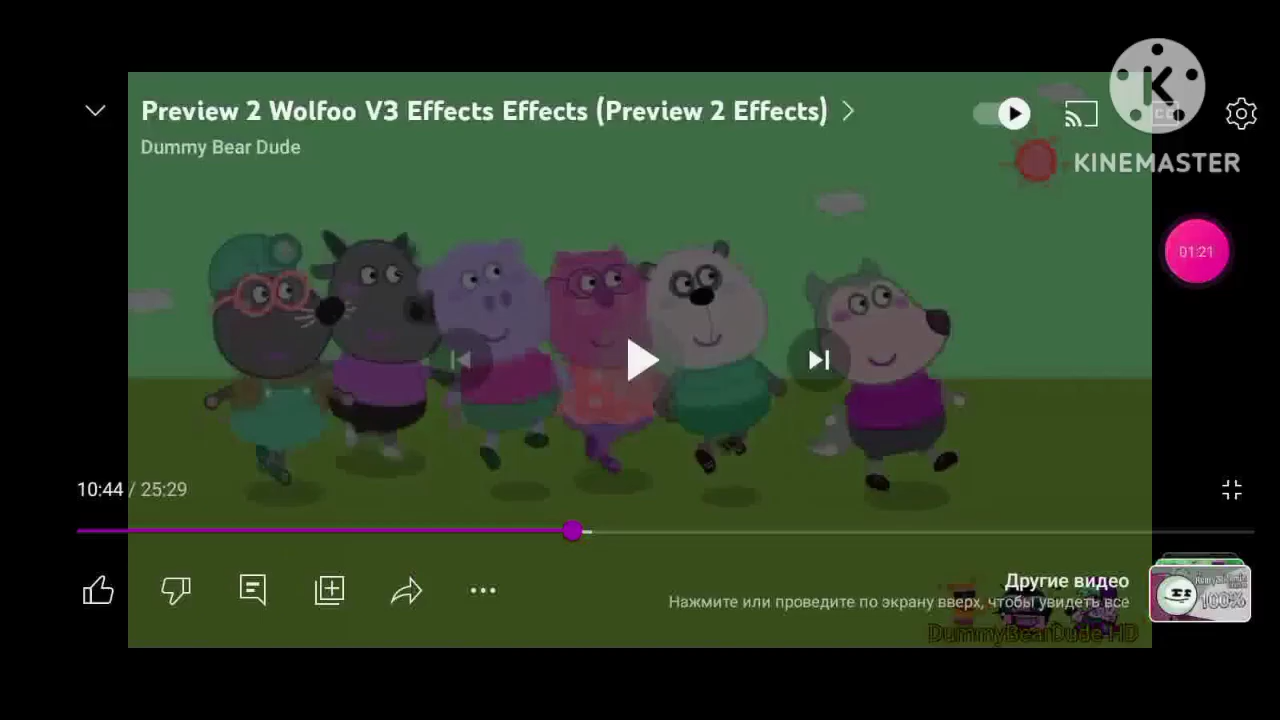 Preview 2 Wolfoo V3 Effects Effects (Preview 2 Effects)
Dummy Bear Dude
K
CC
KINEMASTER
01:21
10:44 / 25:29
Другие видео
Нажмите или проведите по экрану вверх, чтобы увидеть все
100%
DummyBearDude HD